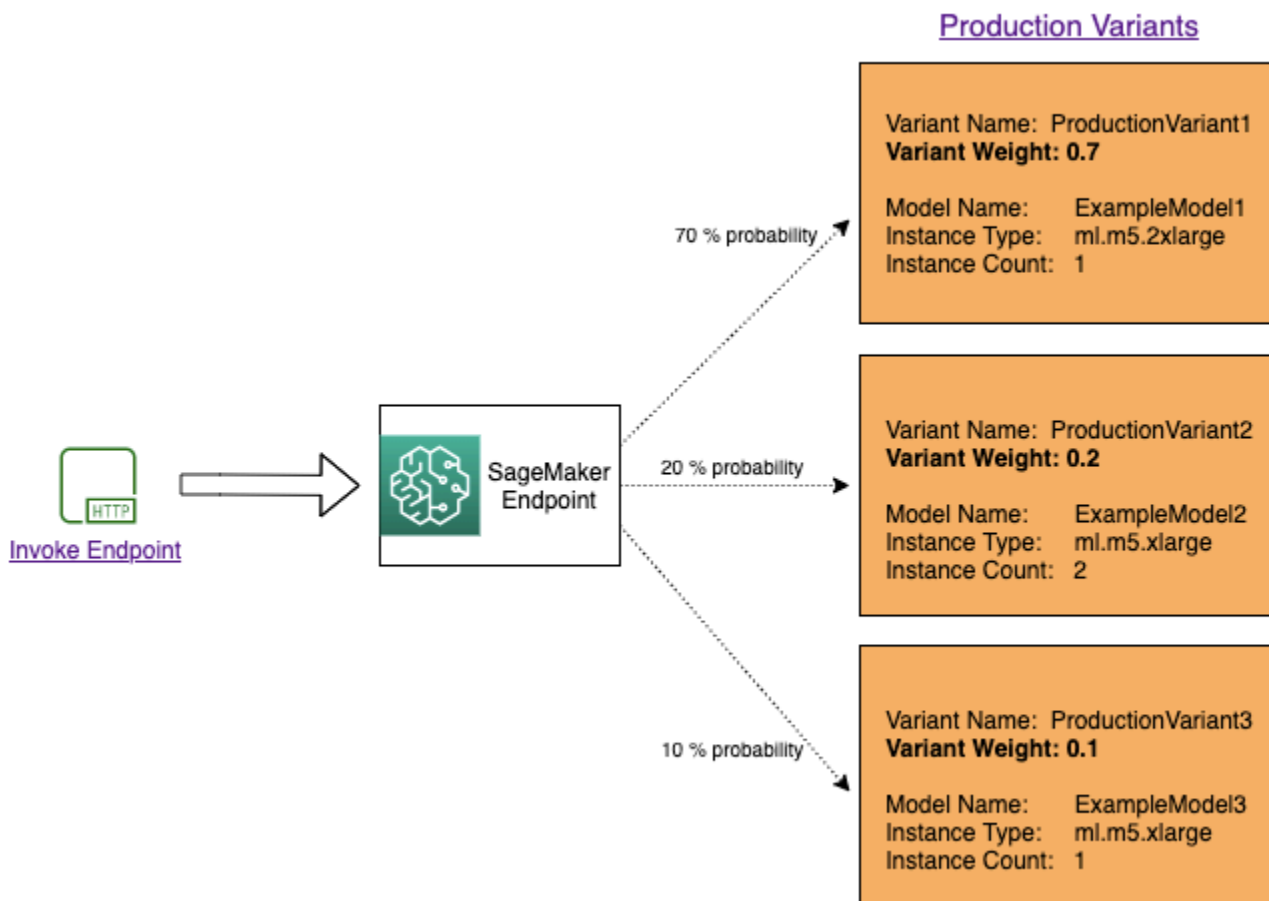 Production Variants
Variant Name: ProductionVariant1
Variant Weight: 0.7
Model Name: ExampleModel1
Instance Type: ml.m5.2xlarge
Instance Count: 1
70 % probability
Variant Name: ProductionVariant2
Variant Weight: 0.2
Model Name: ExampleModel2
Instance Type: ml.m5.xlarge
Instance Count: 2
20 % probability
SageMaker
Endpoint
HTTP
Invoke Endpoint
Variant Name: ProductionVariant3
Variant Weight: 0.1
Model Name: ExampleModel3
Instance Type: ml.m5.xlarge
Instance Count: 1
10 % probability